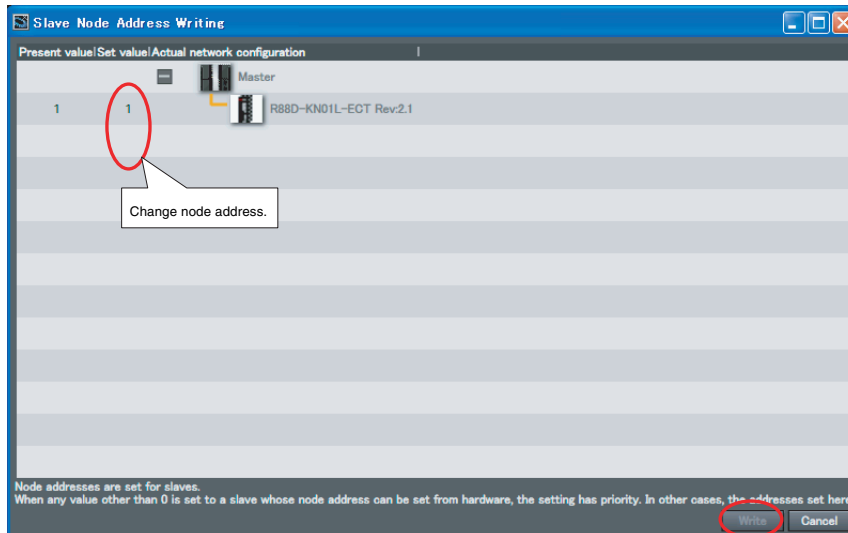 Slave Node Address Writing
Present value|Set value|Actual network configuration |
Master
1 1 R88D-KN01L-ECT Rev:2.1
Change node address.
Node addresses are set for slaves.
When any value other than 0 is set to a slave whose node address can be set from hardware, the setting has priority. In other cases, the addresses set here
Write Cancel